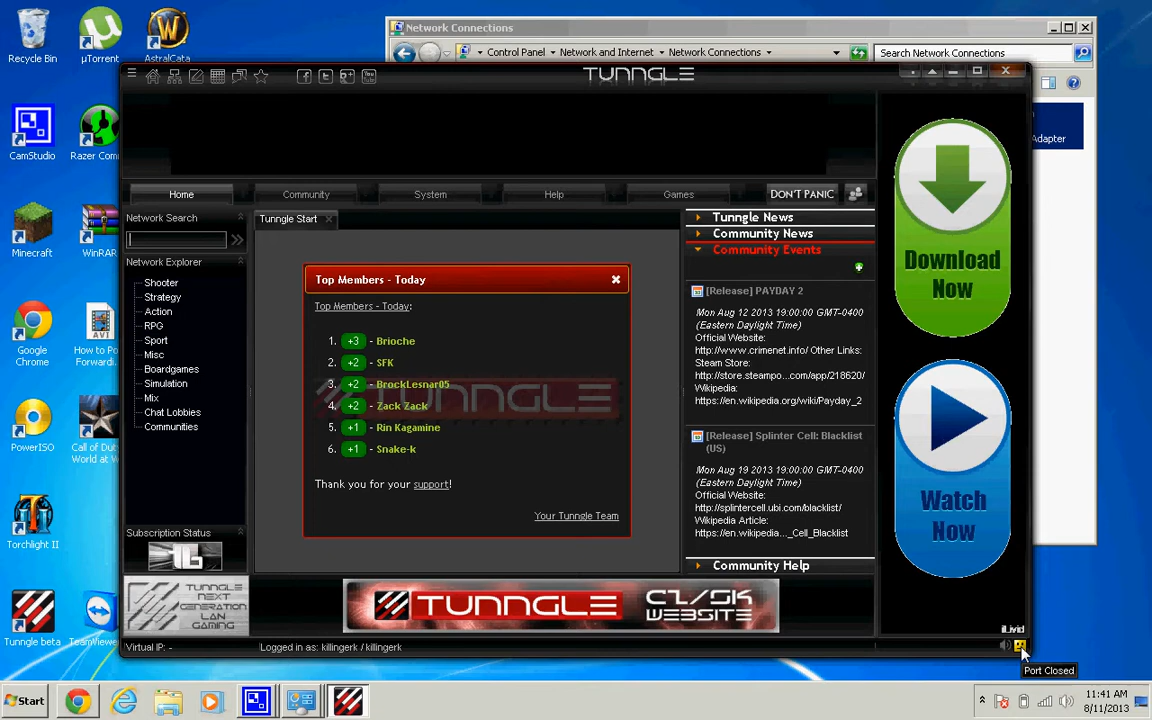 Recycle Bin
µTorrent
AstralCata
CamStudio
Razer Com
Minecraft
WinRAR
Google
Chrome
AVI
How to Po
Forwardi...
PowerISO
Call of Dut
World at W
Torchlight II
Tunngle beta
TeamViewe
Network Connections
Control Panel
Network and Internet
Network Connections
Search Network Connections
Adapter
TUNNGLE
Home
Community
System
Help
Games
DON'T PANIC
Network Search
Network Explorer
Shooter
Strategy
Action
RPG
Sport
Misc
Boardgames
Simulation
Mix
Chat Lobbies
Communities
Subscription Status
TUNNGLE
NEXT
GENERATION
LAN
GAMING
Tunngle Start
Top Members - Today
Top Members - Today:
1. +3 - Brioche
2. +2 - SFK
3. +2 - BrockLesnar05
4. +2 - Zack Zack
5. +1 - Rin Kagamine
6. +1 - Snake-k
TUNNGLE
Thank you for your support!
Your Tunngle Team
Tunngle News
Community News
Community Events
[Release] PAYDAY 2
Mon Aug 12 2013 19:00:00 GMT-0400
(Eastern Daylight Time)
Official Website:
http://www.crimenet.info/ Other Links:
Steam Store:
http://store.steampo...com/app/218620/
Wikipedia:
https://en.wikipedia.org/wiki/Payday_2
[Release] Splinter Cell: Blacklist
(US)
Mon Aug 19 2013 19:00:00 GMT-0400
(Eastern Daylight Time)
Official Website:
http://splintercell.ubi.com/blacklist/
Wikipedia Article:
https://en.wikipedia..._Cell_Blacklist
Community Help
TUNNGLE
CZ/SK
WEBSITE
Download
Now
Watch
Now
iLivid
Virtual IP: -
Logged in as: killingerk / killingerk
Port Closed
Start
11:41 AM
8/11/2013